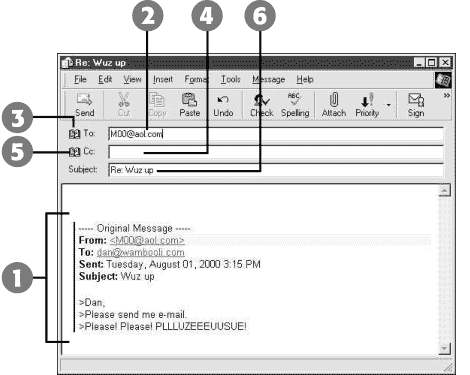 2 4 6
Re: Wuz up
File Edit View Insert Format Tools Message Help
ABC
Send Cut Copy Paste Undo Check Spelling Attach Priority Sign
3 To: M00@aol.com
5 Cc: 4
Subject: Re: Wuz up
1
----- Original Message -----
From: <M00@aol.com>
To: dan@wambooli.com
Sent: Tuesday, August 01, 2000 3:15 PM
Subject: Wuz up
>Dan,
>Please send me e-mail.
>Please! Please! PLLLUZEEEUUSUE!